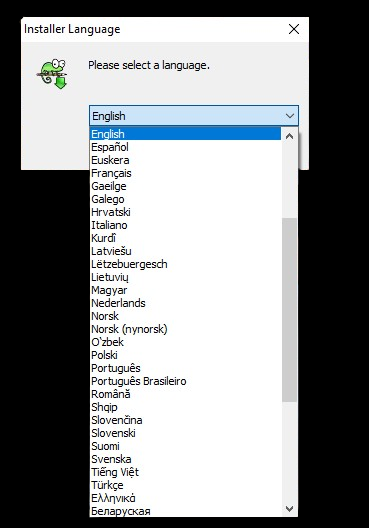 Installer Language
Please select a language.
English
English
Español
Euskera
Français
Gaeilge
Galego
Hrvatski
Italiano
Kurdî
Latviešu
Lëtzebuergesch
Lietuvių
Magyar
Nederlands
Norsk
Norsk (nynorsk)
O‘zbek
Polski
Português
Português Brasileiro
Română
Shqip
Slovenčina
Slovenski
Suomi
Svenska
Tiếng Việt
Türkçe
Ελληνικά
Беларуская